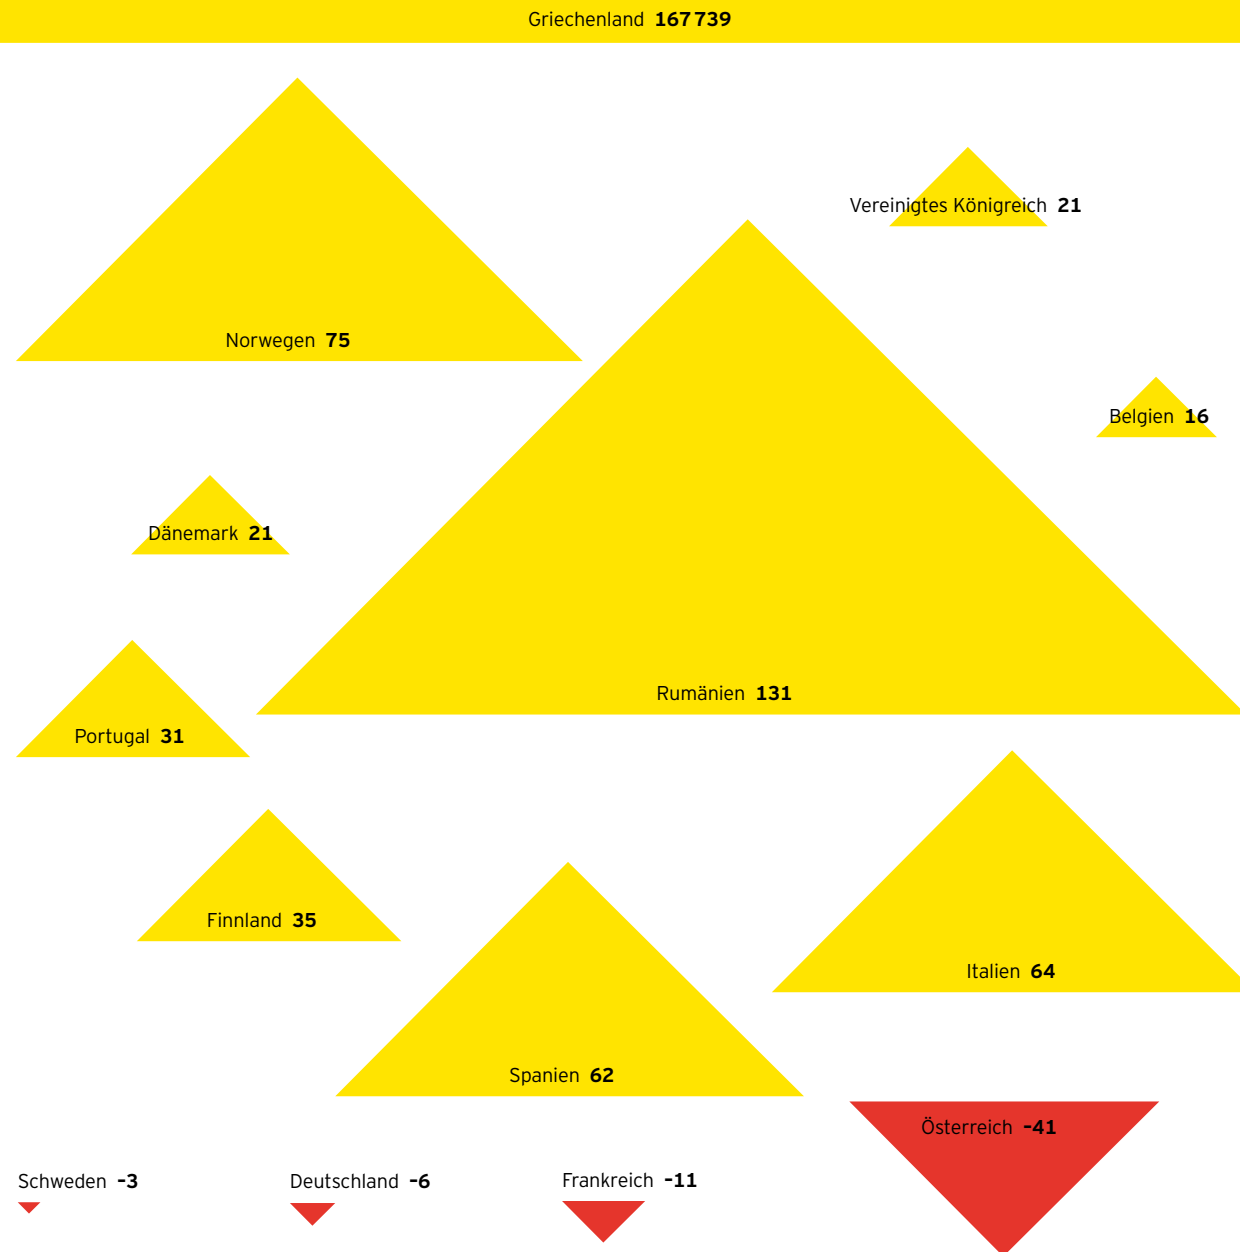 Griechenland 167 739
Vereinigtes Königreich 21
Norwegen 75
Belgien 16
Dänemark 21
Rumänien 131
Portugal 31
Finnland 35
Italien 64
Spanien 62
Österreich -41
Schweden -3
Deutschland -6
Frankreich -11